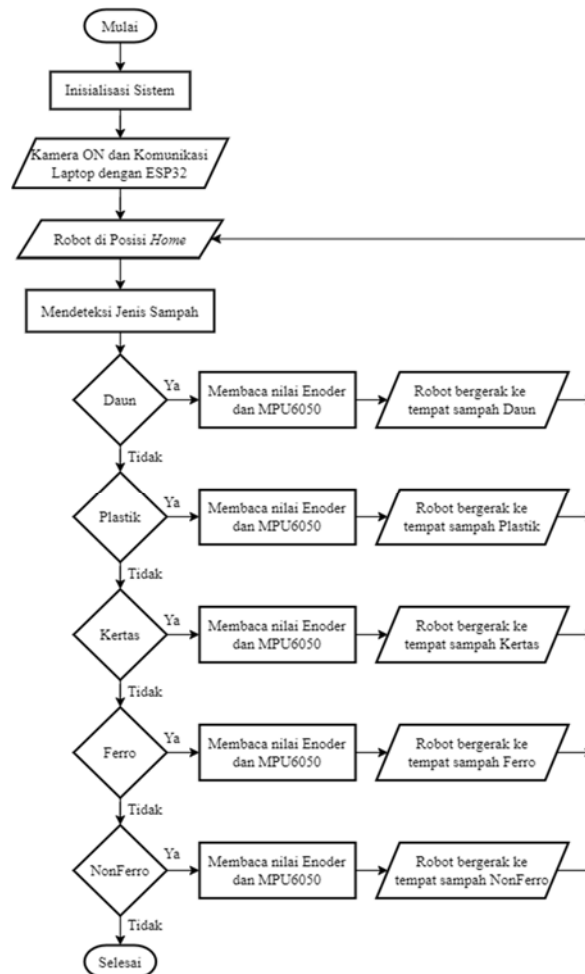 Mulai
Inisialisasi Sistem
Kamera ON dan Komunikasi
Laptop dengan ESP32
Robot di Posisi Home
Mendeteksi Jenis Sampah
Daun
Ya
Membaca nilai Enoder
dan MPU6050
Robot bergerak ke
tempat sampah Daun
Tidak
Plastik
Ya
Membaca nilai Enoder
dan MPU6050
Robot bergerak ke
tempat sampah Plastik
Tidak
Kertas
Ya
Membaca nilai Enoder
dan MPU6050
Robot bergerak ke
tempat sampah Kertas
Tidak
Ferro
Ya
Membaca nilai Enoder
dan MPU6050
Robot bergerak ke
tempat sampah Ferro
Tidak
NonFerro
Ya
Membaca nilai Enoder
dan MPU6050
Robot bergerak ke
tempat sampah NonFerro
Tidak
Selesai